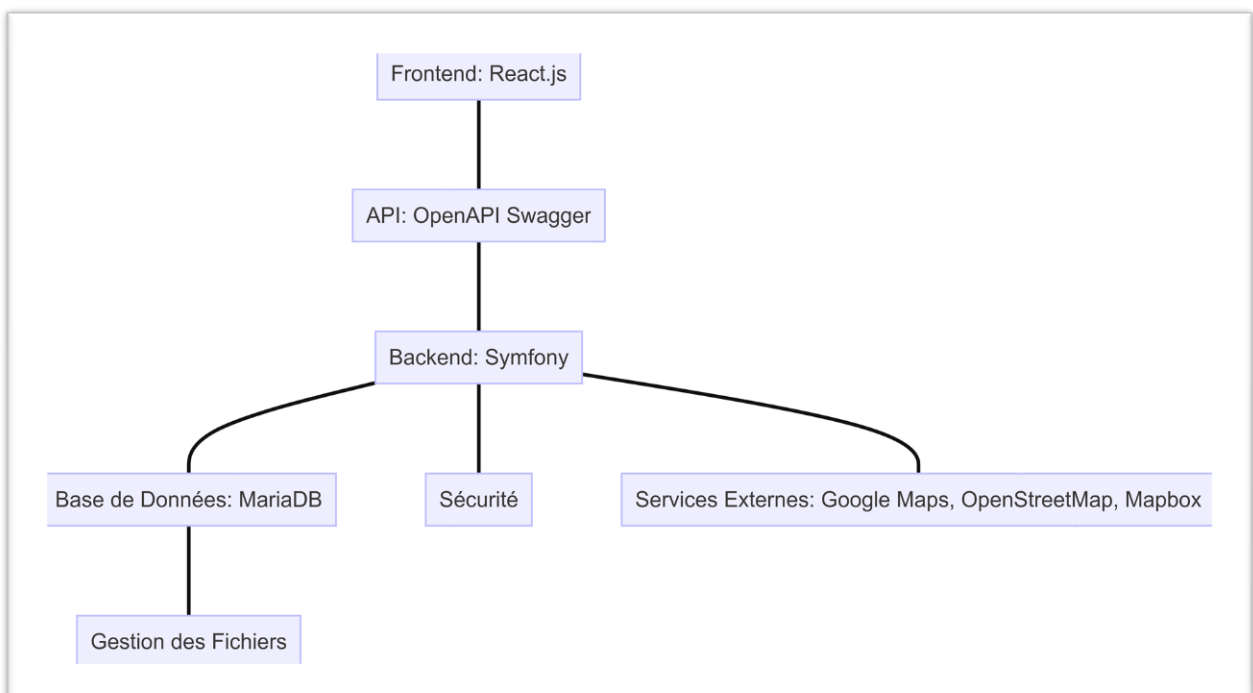 Frontend: React.js
API: OpenAPI Swagger
Backend: Symfony
Base de Données: MariaDB
Sécurité
Services Externes: Google Maps, OpenStreetMap, Mapbox
Gestion des Fichiers